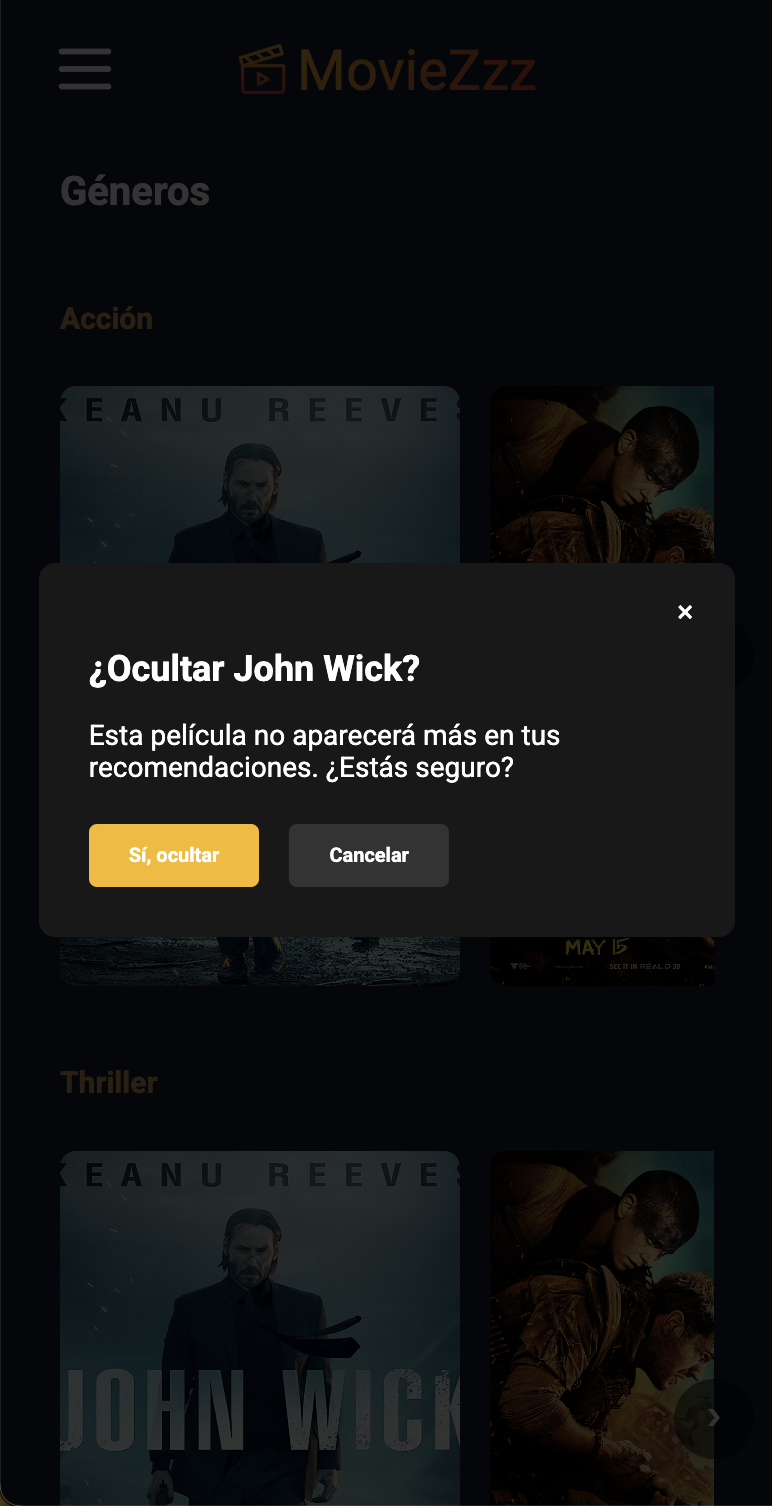 MovieZzz
Géneros
Acción
KEANU REEVES
×
¿Ocultar John Wick?
Esta película no aparecerá más en tus
recomendaciones. ¿Estás seguro?
Sí, ocultar
Cancelar
MAY 15
SEE IT IN REAL D 3D
Thriller
KEANU REEVES
JOHN WICK